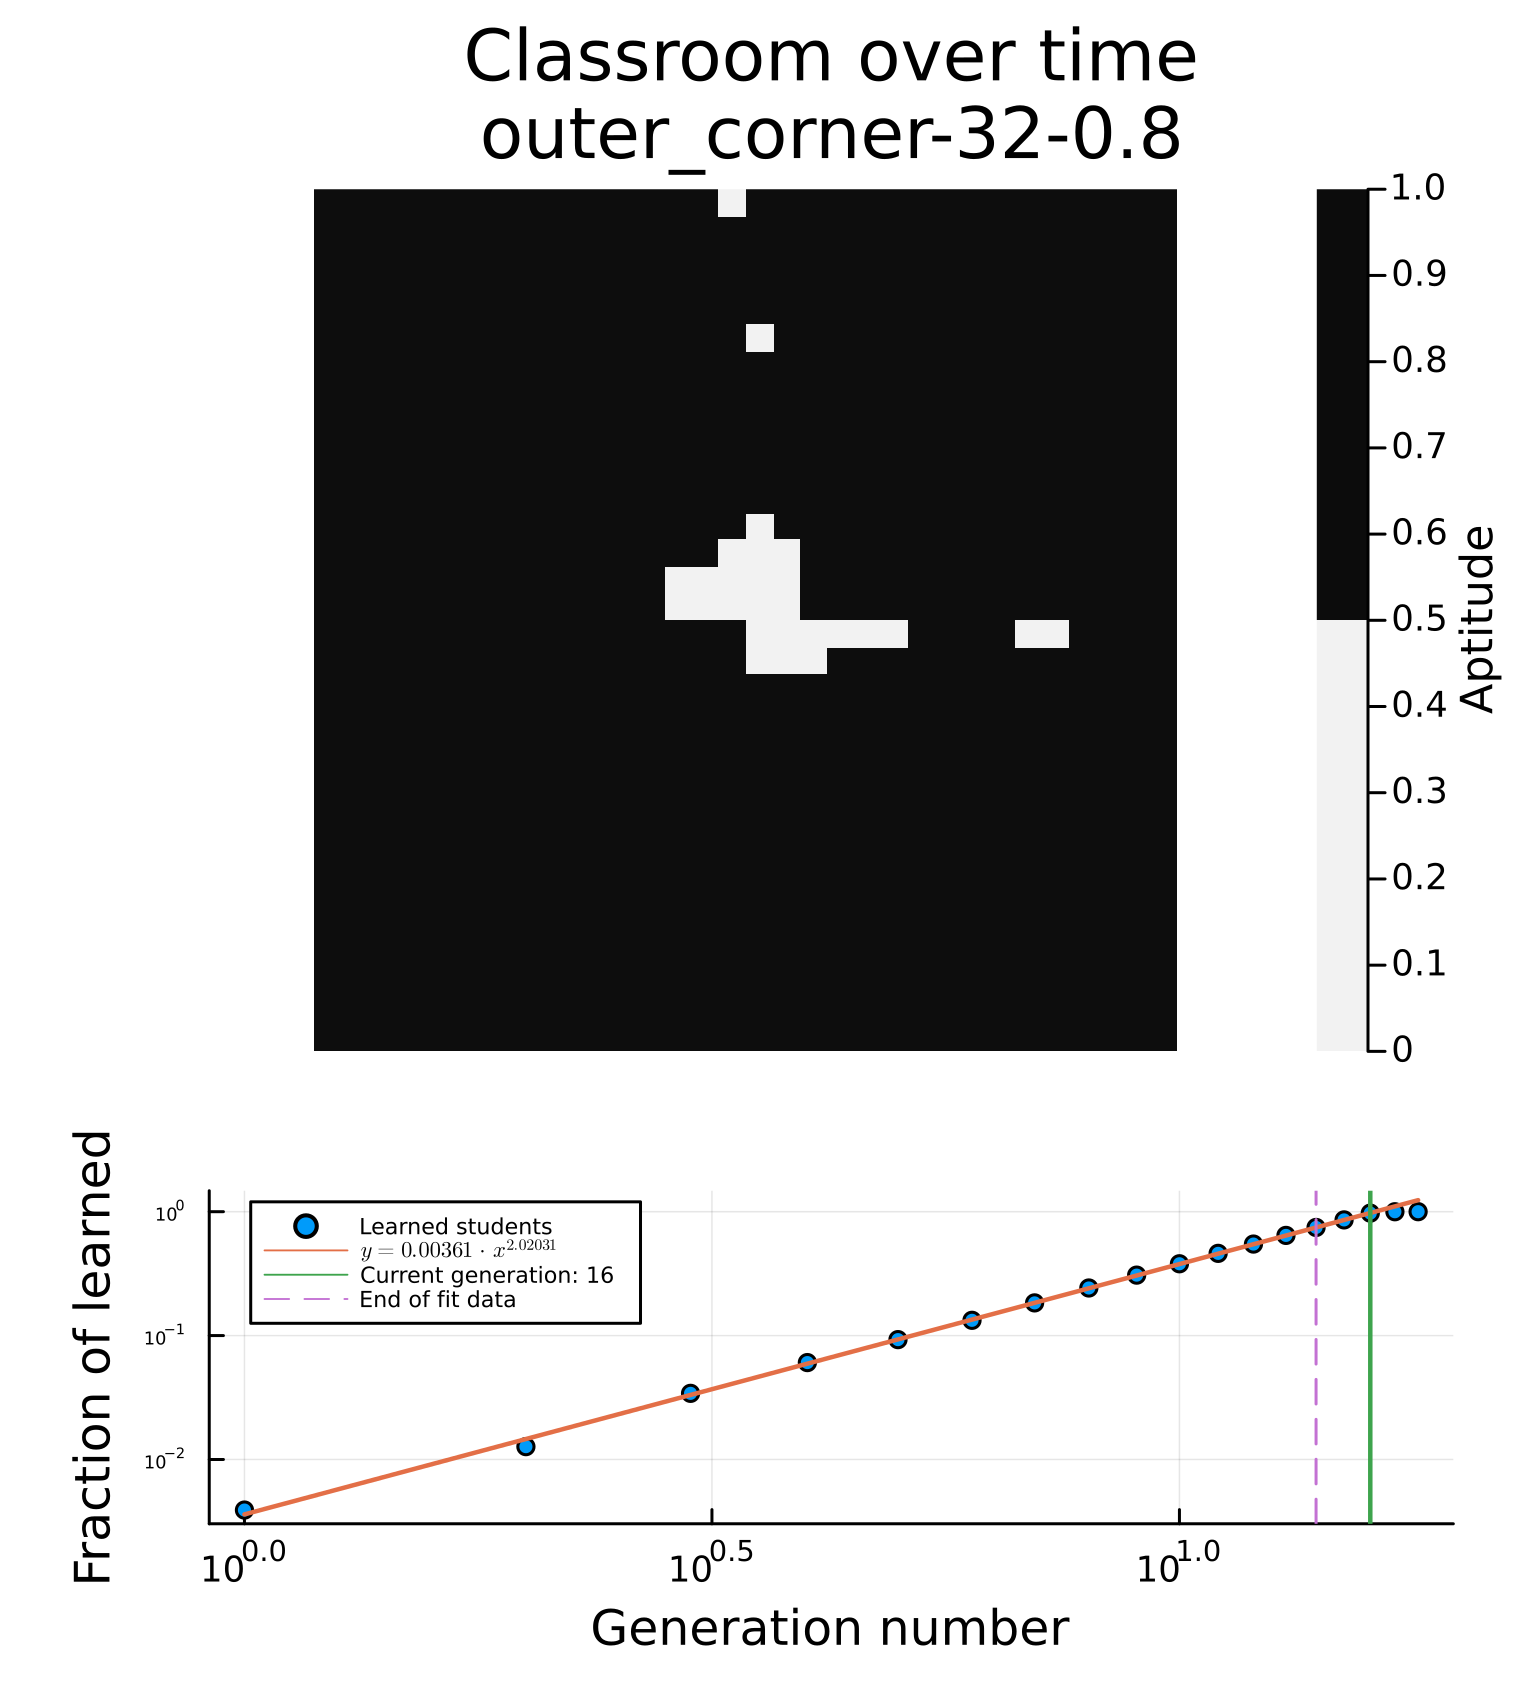 Classroom over time
outer_corner-32-0.8
1.0
0.9
0.8
0.7
0.6
0.5
0.4
0.3
0.2
0.1
0
Aptitude
Fraction of learned
10⁰
10⁻¹
10⁻²
Learned students
y = 0.00361 · x^2.02031
Current generation: 16
End of fit data
10^0.0
10^0.5
10^1.0
Generation number